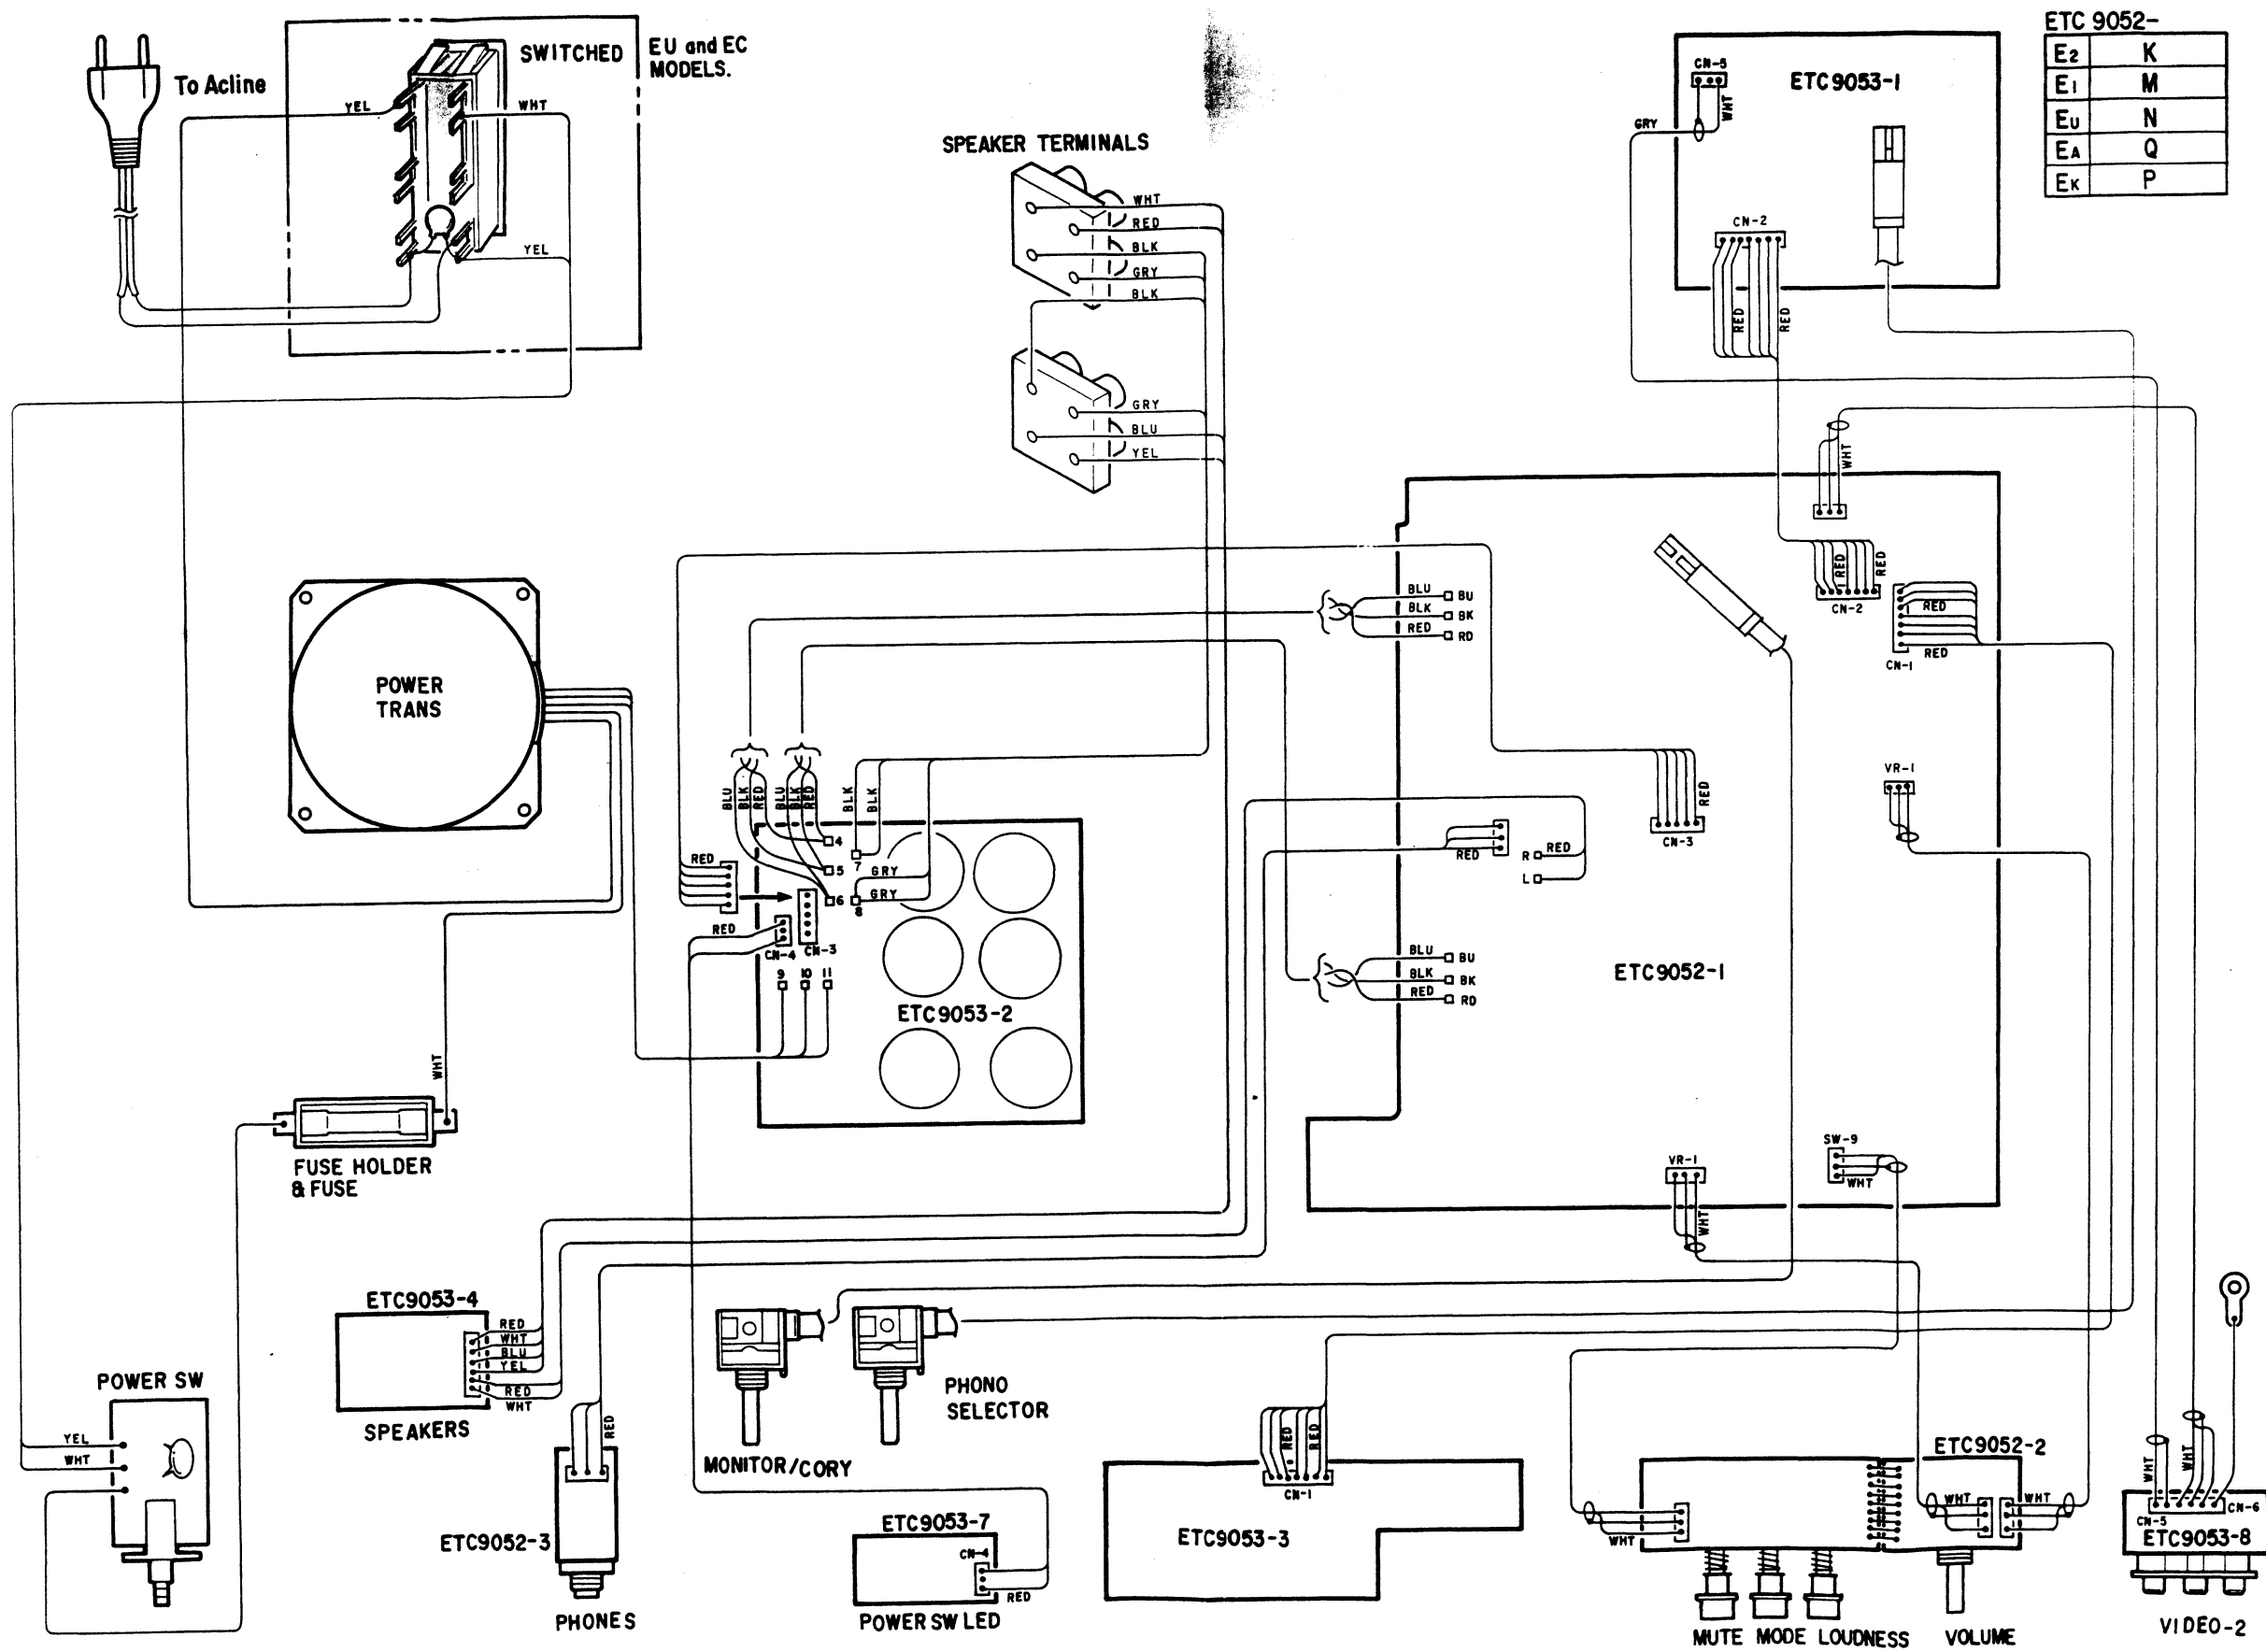 To Acline
SWITCHED
EU and EC
MODELS.
YEL
WHT
YEL
SPEAKER TERMINALS
WHT
RED
BLK
GRY
BLK
GRY
BLU
YEL
ETC 9052-
E2 K
E1 M
EU N
EA Q
EK P
CN-5
ETC9053-1
WHT
GRY
CN-2
RED
RED
WHT
RED
RED
CN-2
RED
RED
CN-1
BLU BU
BLK BK
RED RD
POWER
TRANS
BLU
BLK
RED
BLU
BLK
RED
BLK
BLK
4
7
5
GRY
6
8
GRY
RED
RED
CN-4
CN-3
9 10 11
ETC9053-2
RED
CN-3
VR-1
RED
R RED
L
BLU BU
BLK BK
RED RD
ETC9052-1
WHT
FUSE HOLDER
& FUSE
VR-1
WHT
SW-9
WHT
ETC9053-4
RED
WHT
BLU
YEL
RED
WHT
SPEAKERS
POWER SW
YEL
WHT
RED
ETC9052-3
PHONES
MONITOR/CORY
PHONO
SELECTOR
ETC9053-7
CN-4
RED
POWER SW LED
RED
RED
CN-1
ETC9053-3
ETC9052-2
WHT
WHT
WHT
MUTE MODE LOUDNESS VOLUME
WHT
WHT
CN-5
CN-6
ETC9053-8
VIDEO-2